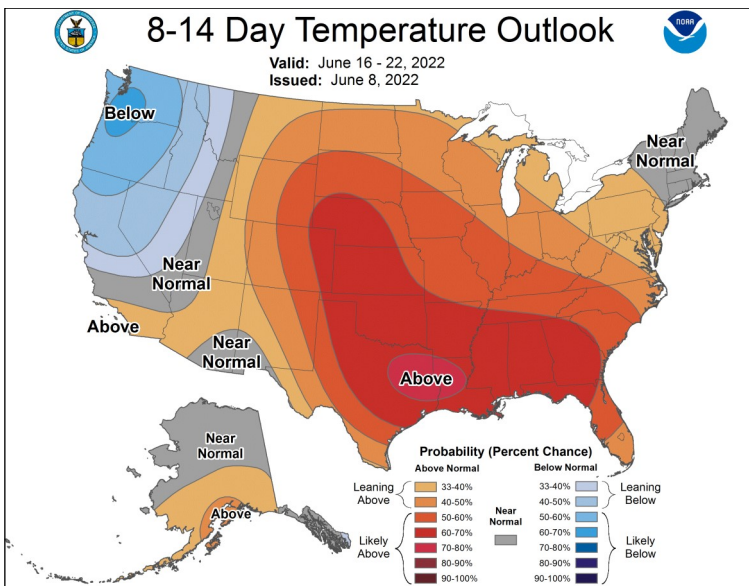 8-14 Day Temperature Outlook
Valid: June 16 - 22, 2022
Issued: June 8, 2022
NOAA
Below
Near
Normal
Near
Normal
Above
Near
Normal
Above
Near
Normal
Above
Probability (Percent Chance)
Above Normal
Below Normal
Leaning
Above
33-40%
40-50%
Likely
Above
50-60%
60-70%
70-80%
80-90%
90-100%
Near
Normal
33-40%
40-50%
Leaning
Below
50-60%
60-70%
70-80%
80-90%
90-100%
Likely
Below